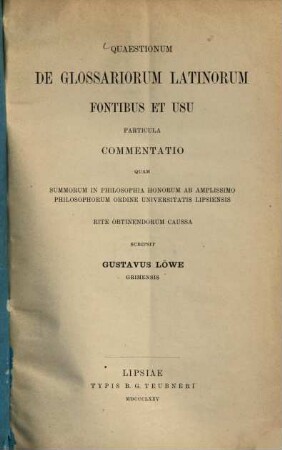 QUAESTIONUM
DE GLOSSARIORUM LATINORUM
FONTIBUS ET USU
PARTICULA
COMMENTATIO
QUAM
SUMMORUM IN PHILOSOPHIA HONORUM AB AMPLISSIMO
PHILOSOPHORUM ORDINE UNIVERSITATIS LIPSIENSIS
RITE OBTINENDORUM CAUSSA
SCRIPSIT
GUSTAVUS LÖWE
GRIMENSIS
LIPSIAE
TYPIS B. G. TEUBNERI
MDCCCLXXV